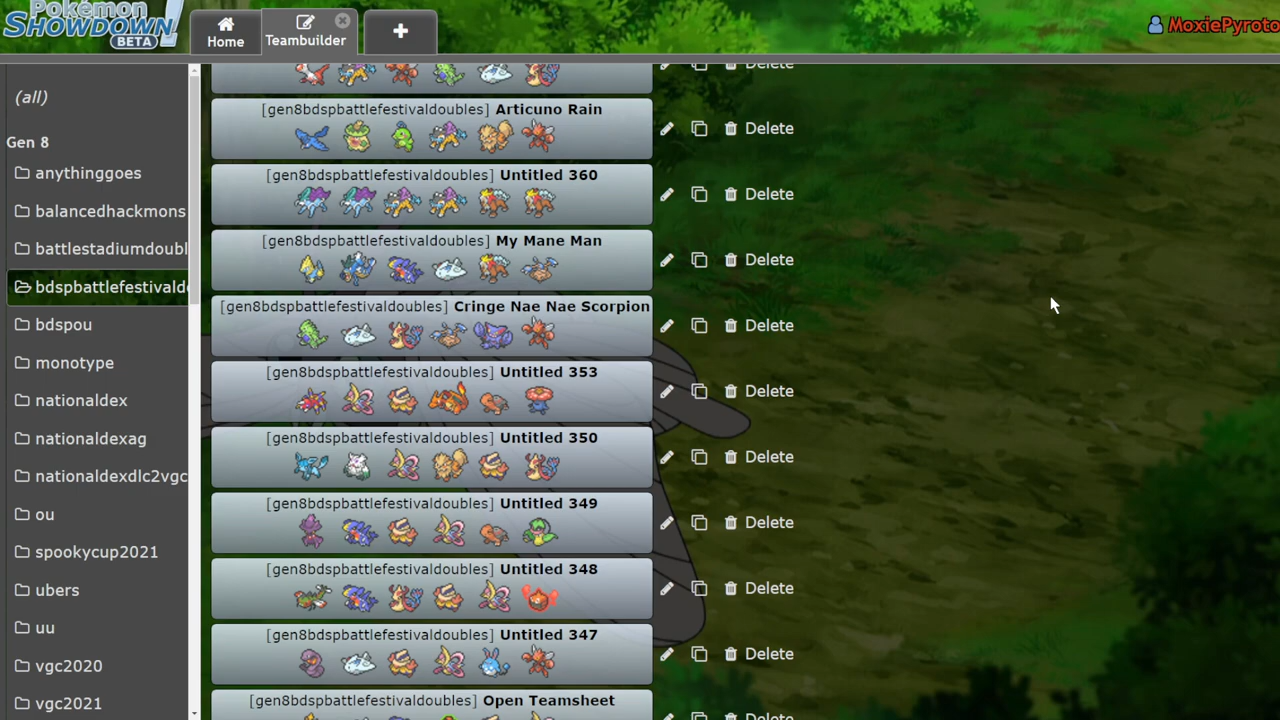 Pokémon
SHOWDOWN!
BETA
Home
Teambuilder
MoxiePyroto
(all)
Gen 8
anythinggoes
balancedhackmons
battlestadiumdoubl
bdspbattlefestivald
bdspou
monotype
nationaldex
nationaldexag
nationaldexdlc2vgc
ou
spookycup2021
ubers
uu
vgc2020
vgc2021
Delete
[gen8bdspbattlefestivaldoubles] Articuno Rain
Delete
[gen8bdspbattlefestivaldoubles] Untitled 360
Delete
[gen8bdspbattlefestivaldoubles] My Mane Man
Delete
[gen8bdspbattlefestivaldoubles] Cringe Nae Nae Scorpion
Delete
[gen8bdspbattlefestivaldoubles] Untitled 353
Delete
[gen8bdspbattlefestivaldoubles] Untitled 350
Delete
[gen8bdspbattlefestivaldoubles] Untitled 349
Delete
[gen8bdspbattlefestivaldoubles] Untitled 348
Delete
[gen8bdspbattlefestivaldoubles] Untitled 347
Delete
[gen8bdspbattlefestivaldoubles] Open Teamsheet
Delete